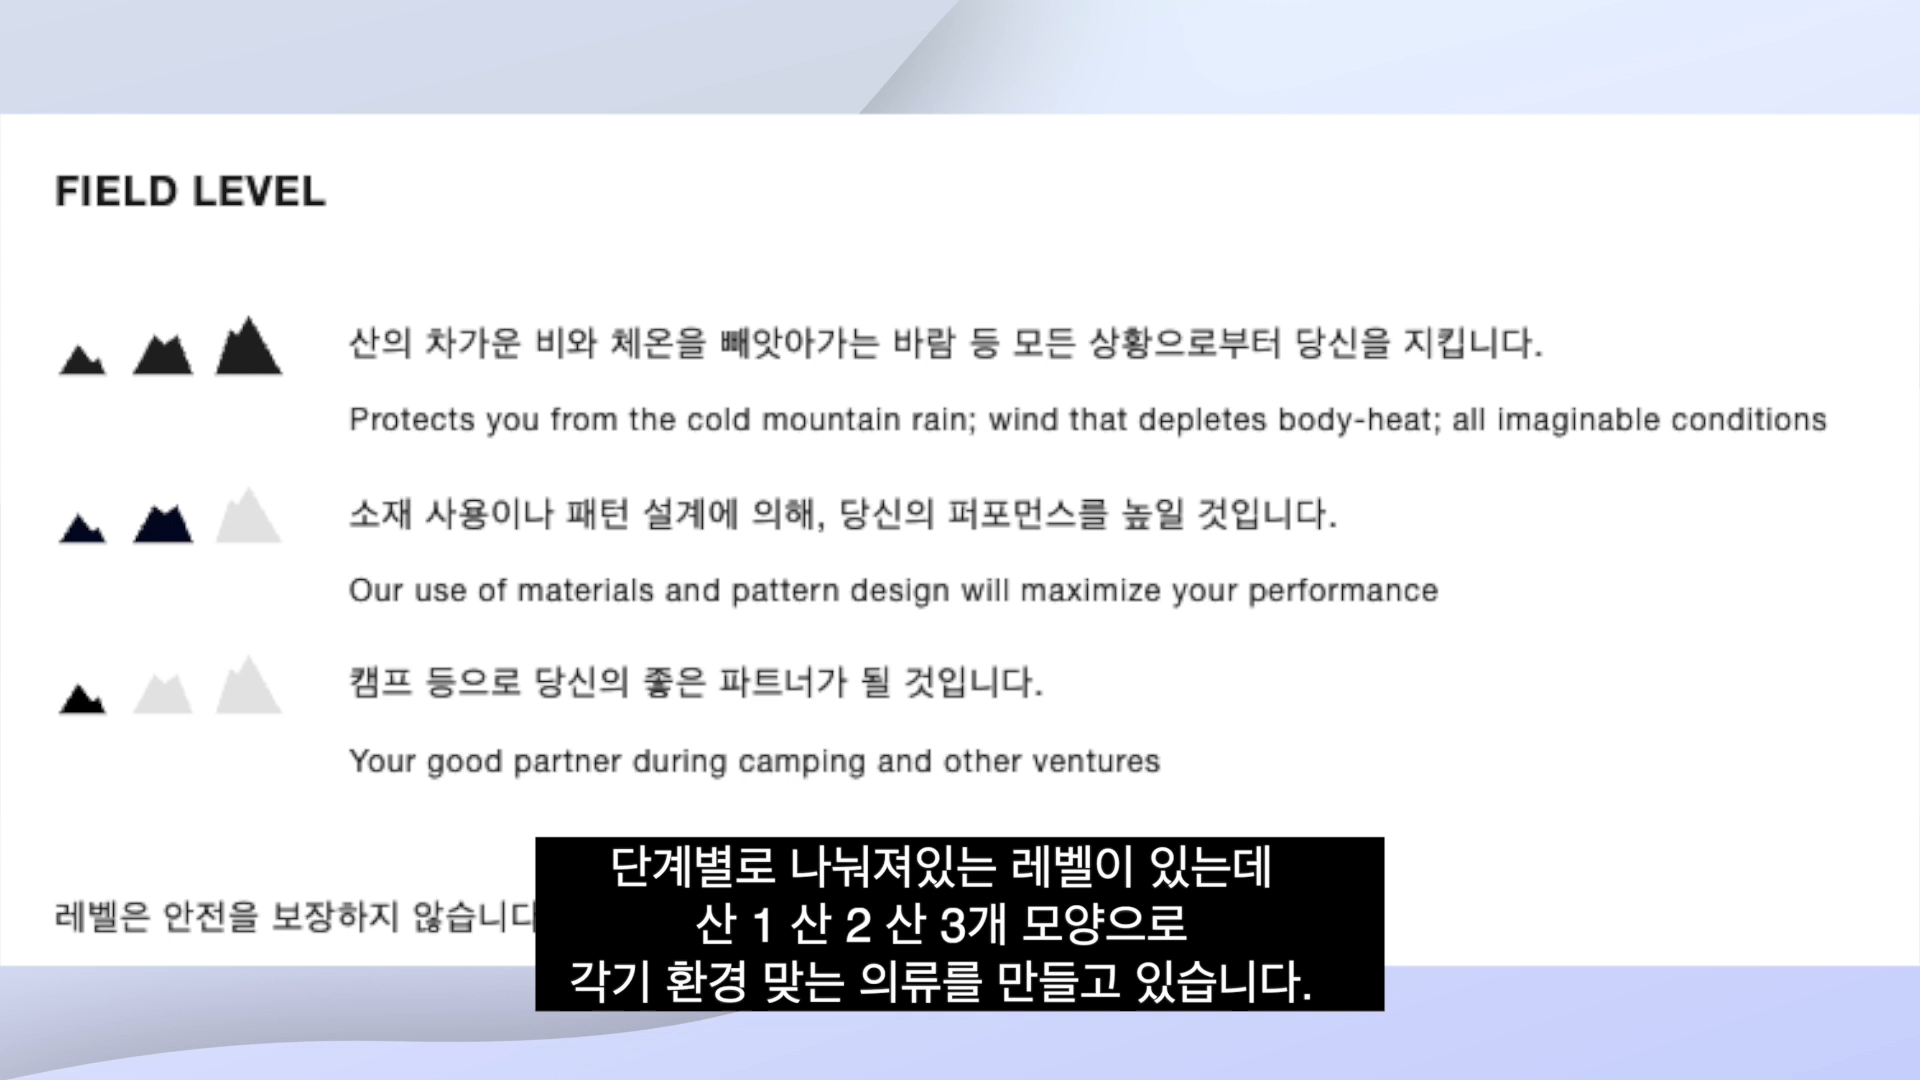 FIELD LEVEL
산의 차가운 비와 체온을 빼앗아가는 바람 등 모든 상황으로부터 당신을 지킵니다.
Protects you from the cold mountain rain; wind that depletes body-heat; all imaginable conditions
소재 사용이나 패턴 설계에 의해, 당신의 퍼포먼스를 높일 것입니다.
Our use of materials and pattern design will maximize your performance
캠프 등으로 당신의 좋은 파트너가 될 것입니다.
Your good partner during camping and other ventures
레벨은 안전을 보장하지 않습니다
단계별로 나눠져있는 레벨이 있는데
산 1 산 2 산 3개 모양으로
각기 환경 맞는 의류를 만들고 있습니다.